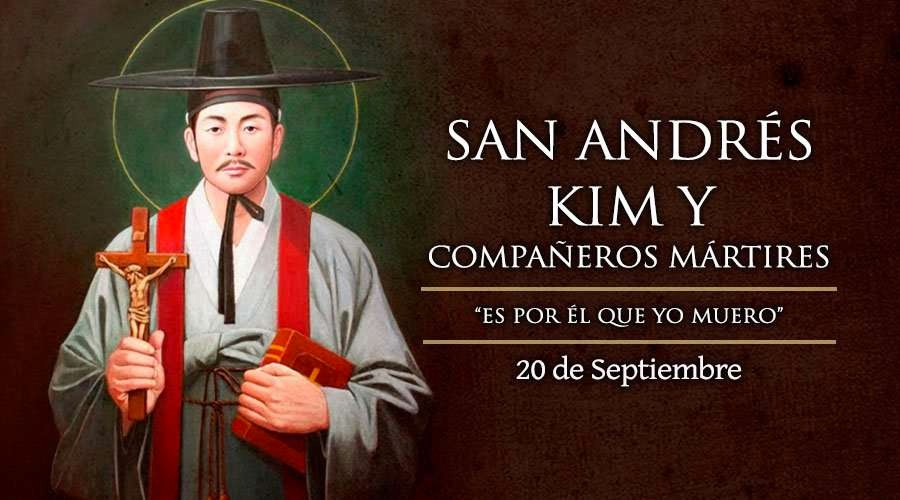 SAN ANDRÉS
KIM Y
COMPAÑEROS MÁRTIRES
“ES POR ÉL QUE YO MUERO”
20 de Septiembre